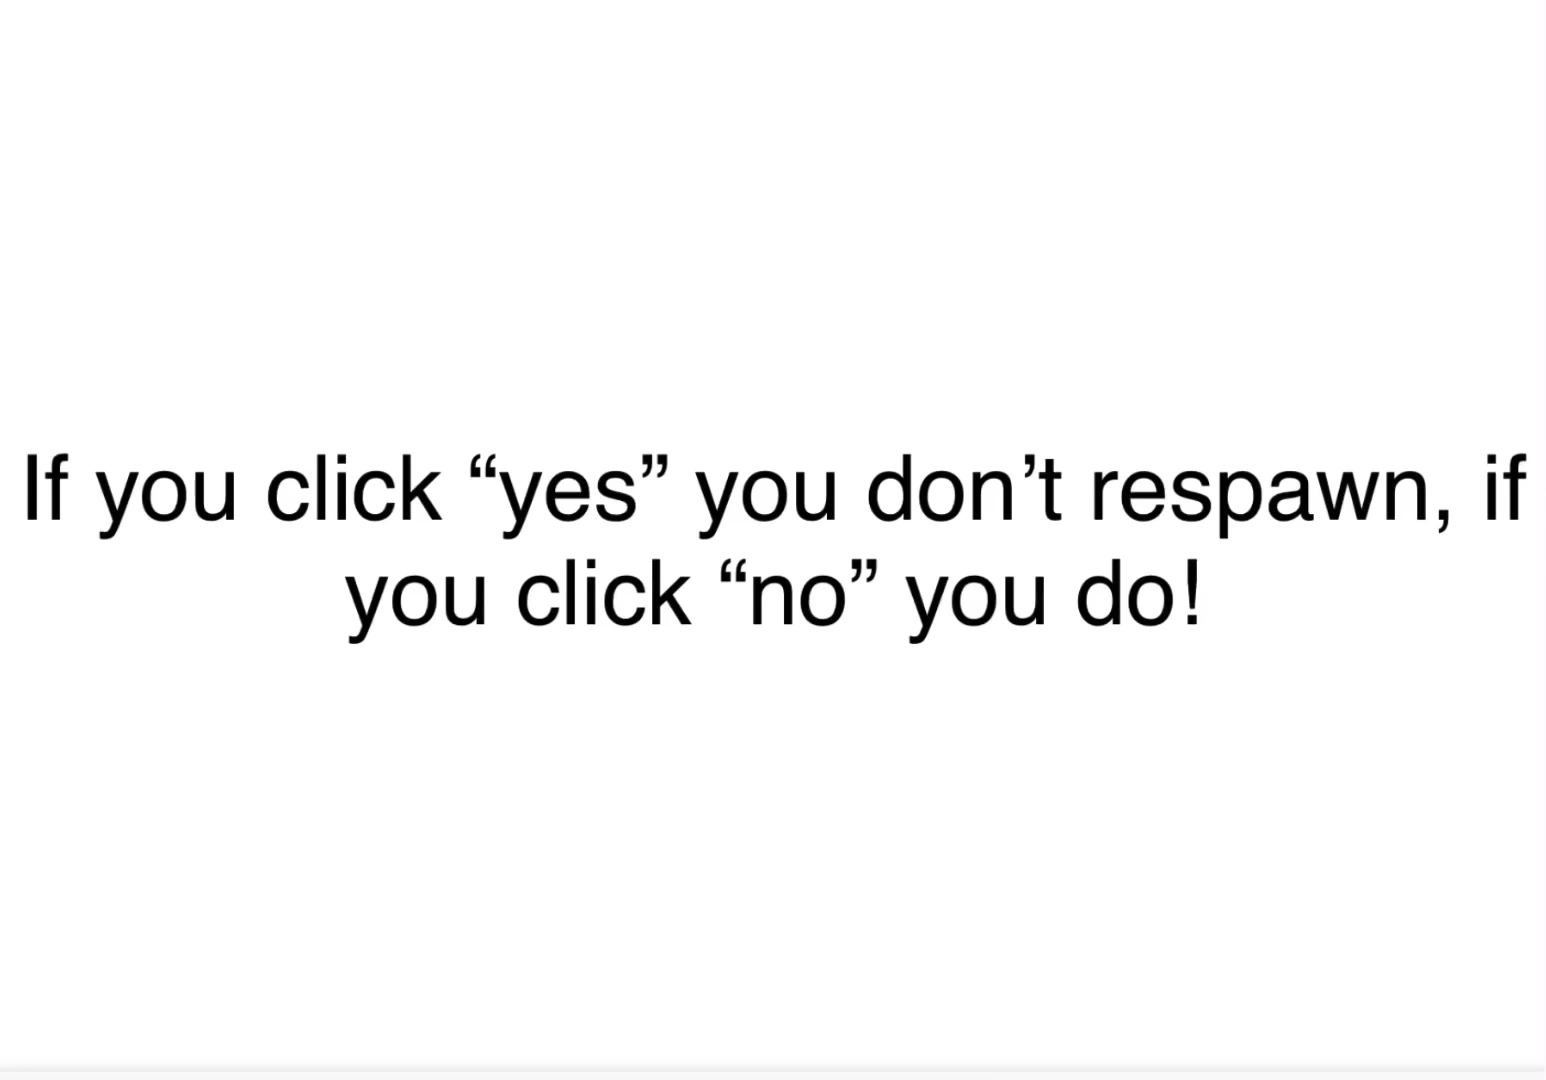 If you click “yes” you don’t respawn, if
you click “no” you do!